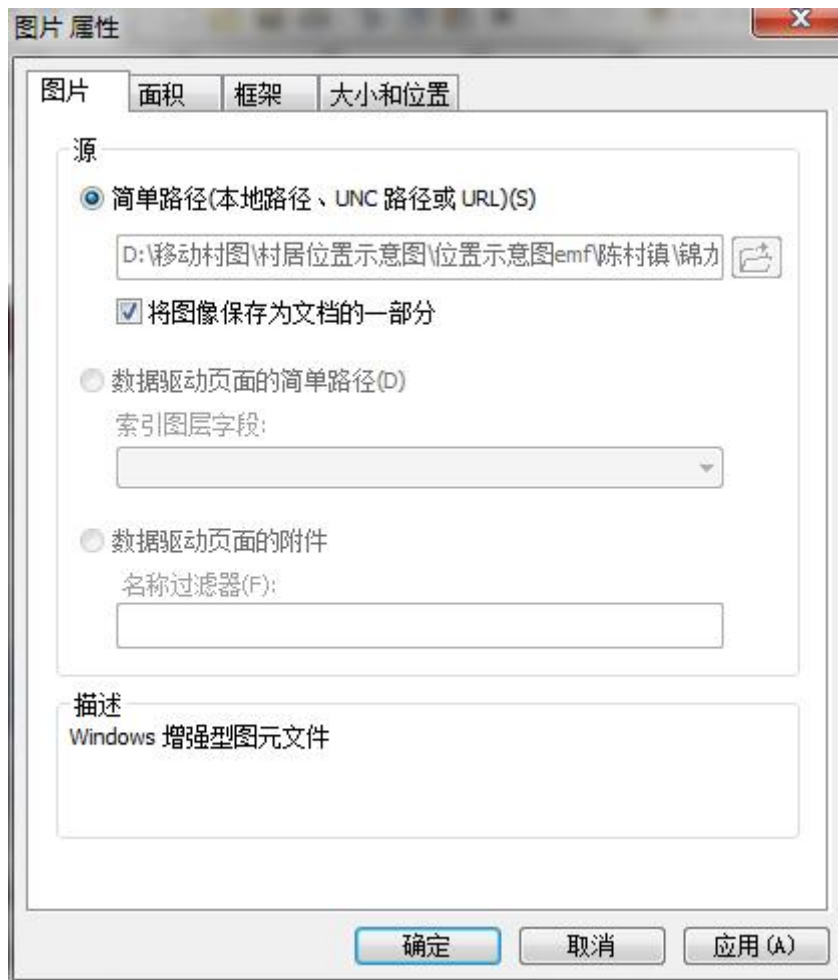 图片 属性
图片 面积 框架 大小和位置
源
简单路径(本地路径、UNC 路径或 URL)(S)
D:\移动村图\村居位置示意图\位置示意图emf\陈村镇\锦
将图像保存为文档的一部分
数据驱动页面的简单路径(D)
索引图层字段:
数据驱动页面的附件
名称过滤器(F):
描述
Windows 增强型图元文件
确定 取消 应用(A)